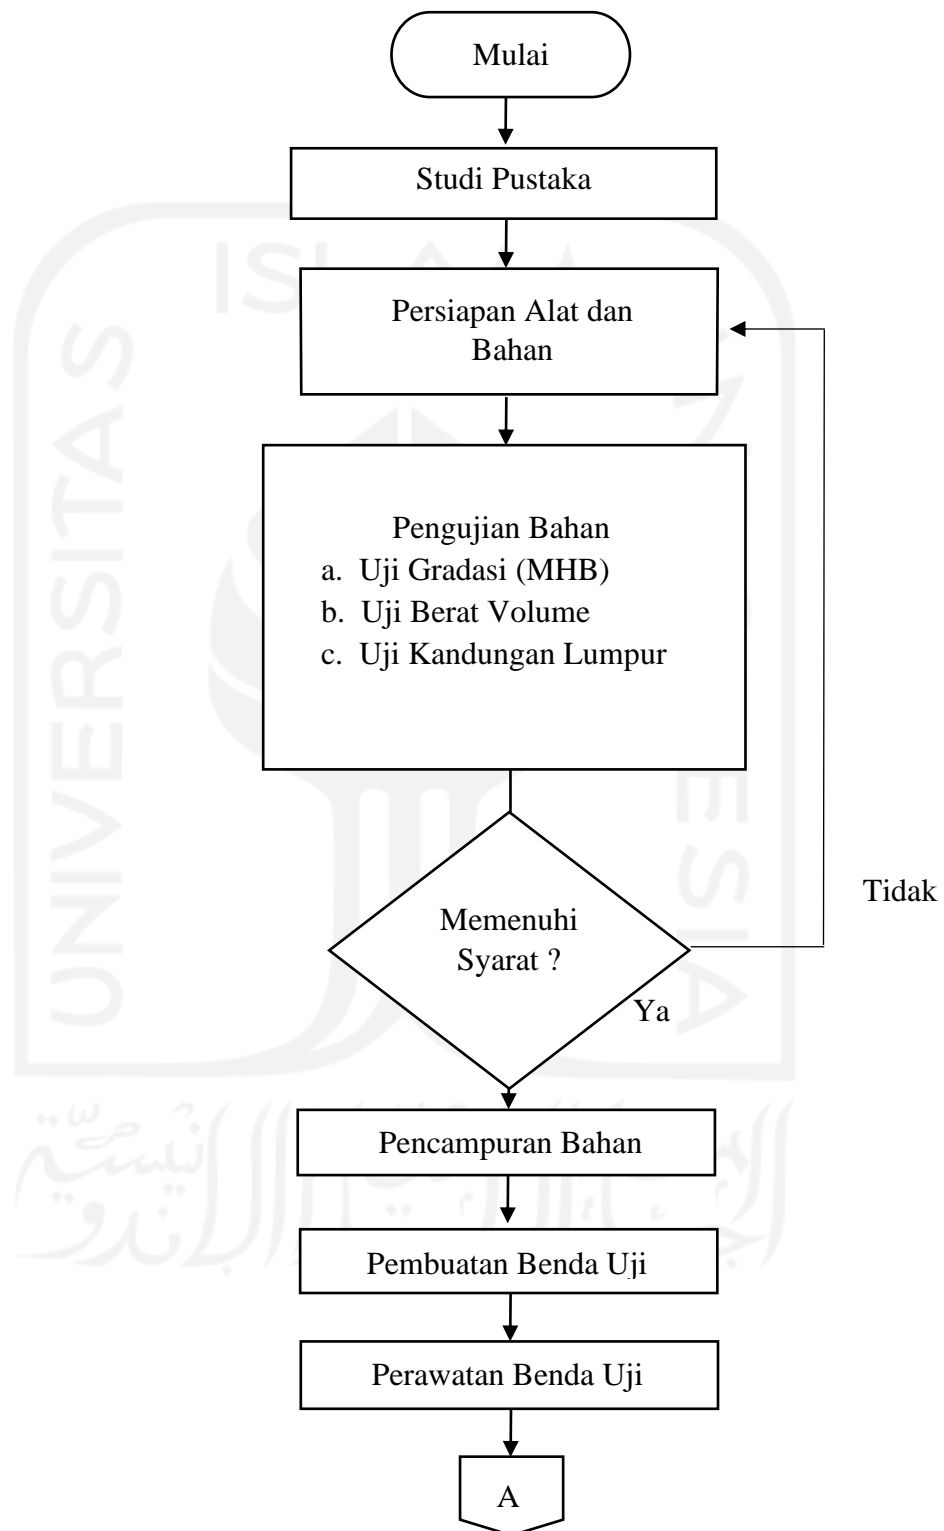 Mulai
Studi Pustaka
Persiapan Alat dan
Bahan
Pengujian Bahan
a. Uji Gradasi (MHB)
b. Uji Berat Volume
c. Uji Kandungan Lumpur
Tidak
Memenuhi
Syarat ?
Ya
Pencampuran Bahan
Pembuatan Benda Uji
Perawatan Benda Uji
A
UNIVERSITAS